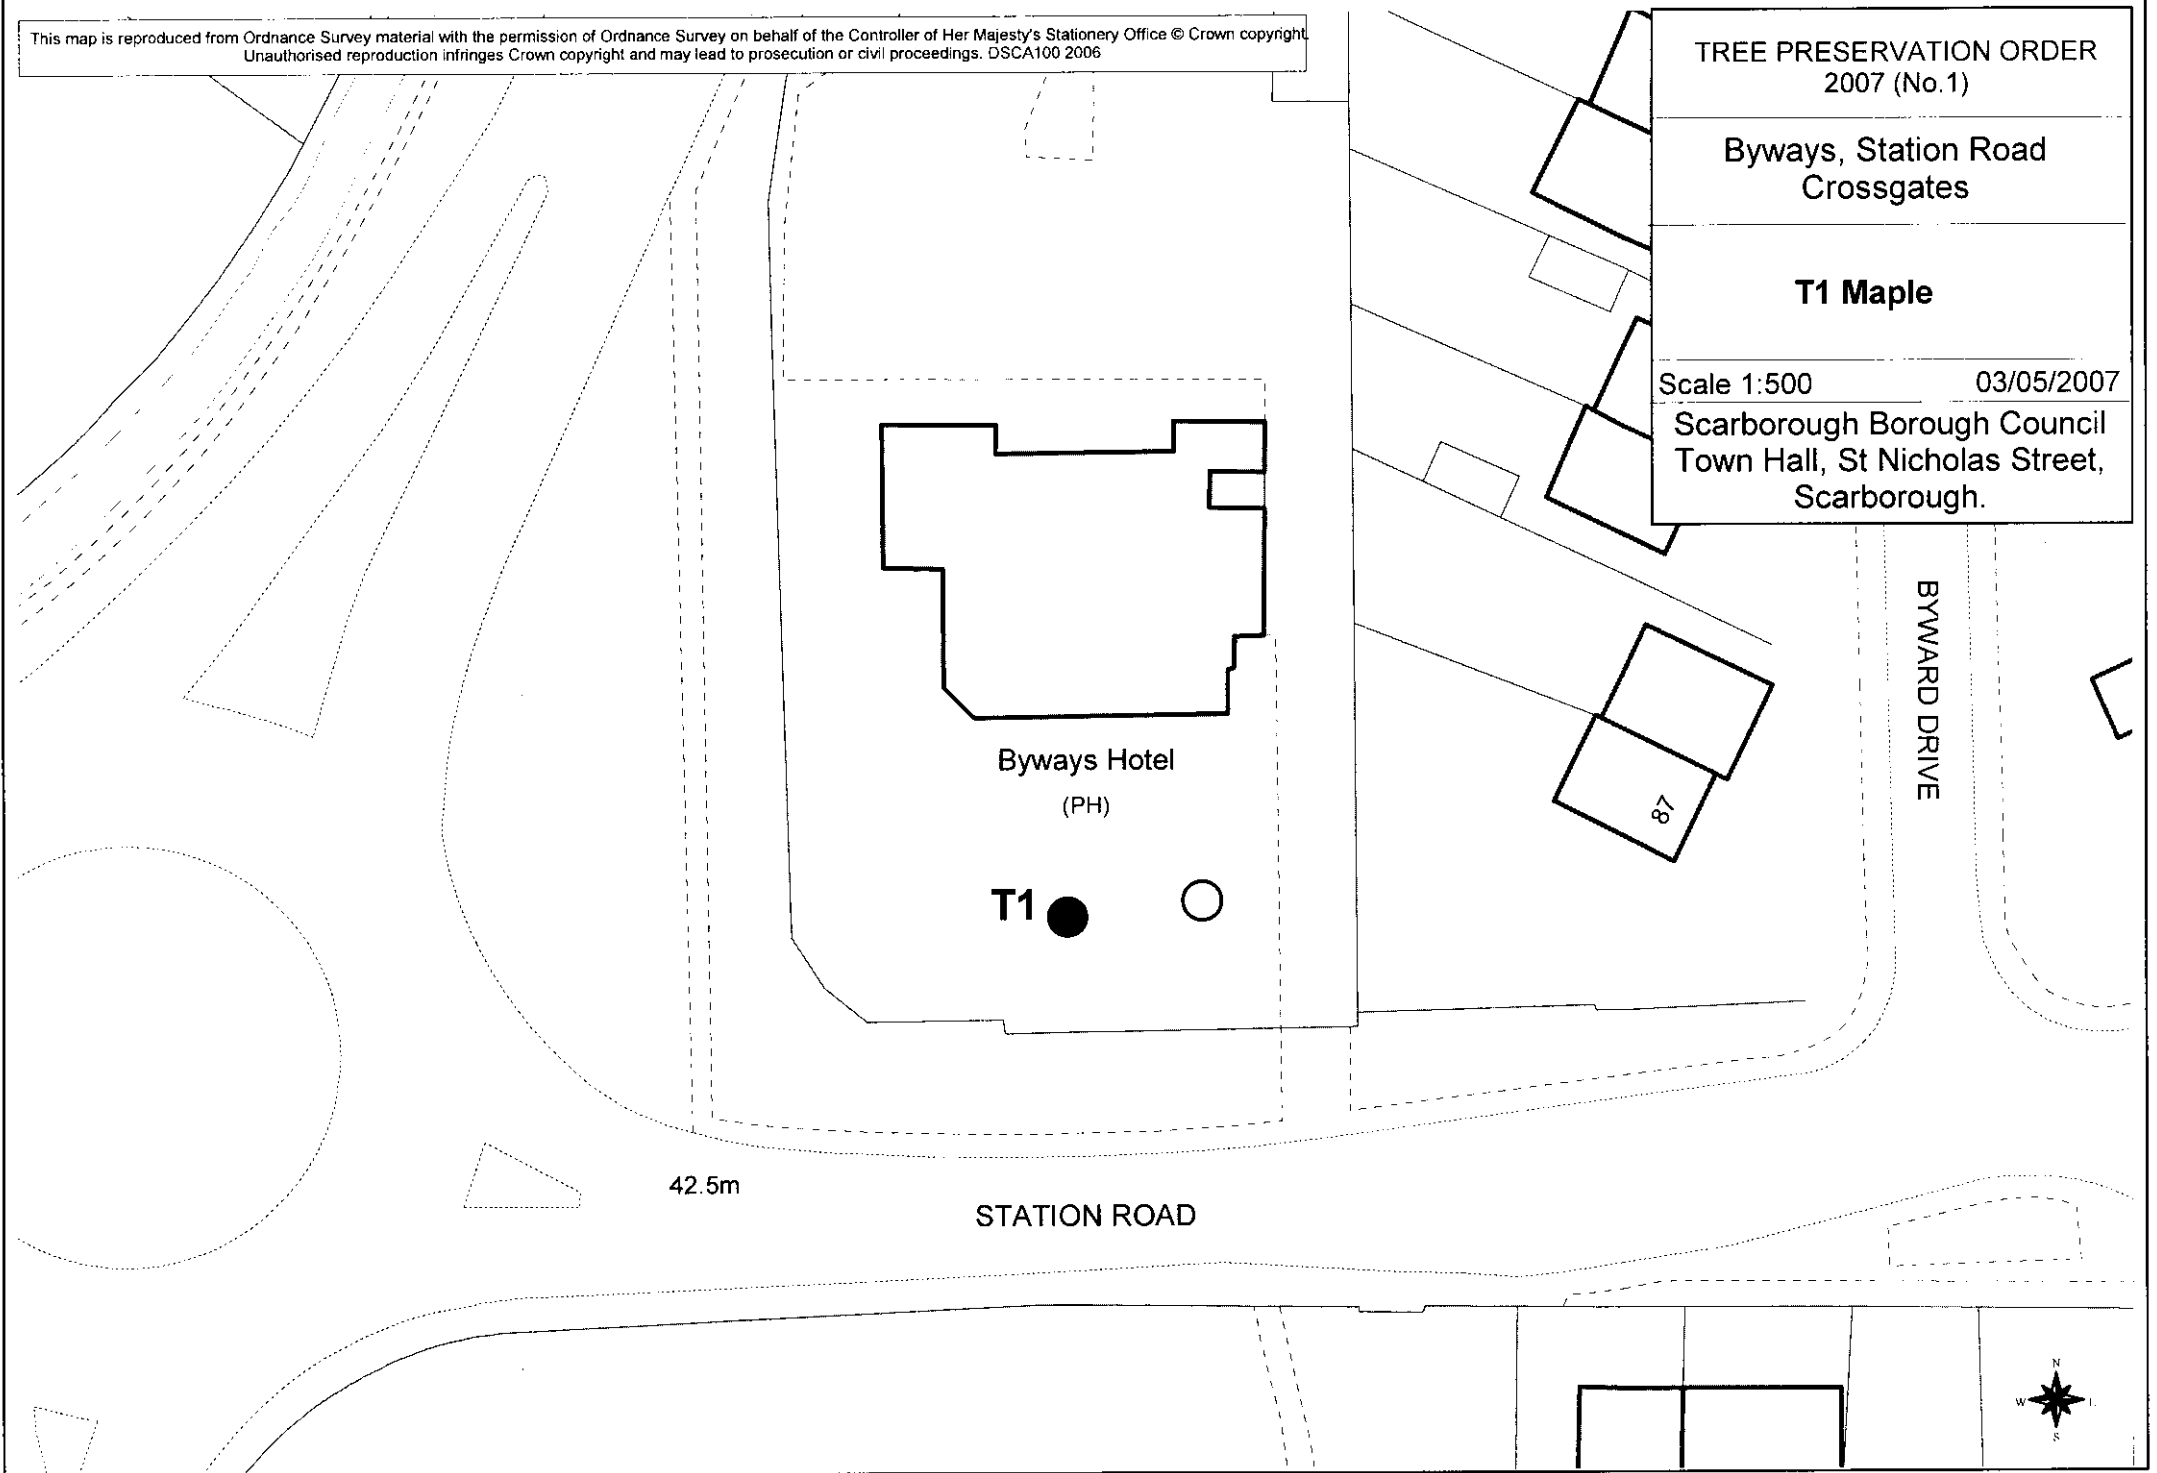 This map is reproduced from Ordnance Survey material with the permission of Ordnance Survey on behalf of the Controller of Her Majesty's Stationery Office © Crown copyright.
Unauthorised reproduction infringes Crown copyright and may lead to prosecution or civil proceedings. DSCA100 2006
TREE PRESERVATION ORDER
2007 (No.1)
Byways, Station Road
Crossgates
T1 Maple
Scale 1:500 03/05/2007
Scarborough Borough Council
Town Hall, St Nicholas Street,
Scarborough.
BYWARD DRIVE
Byways Hotel
(PH)
87
T1
42.5m
STATION ROAD
N
W
S